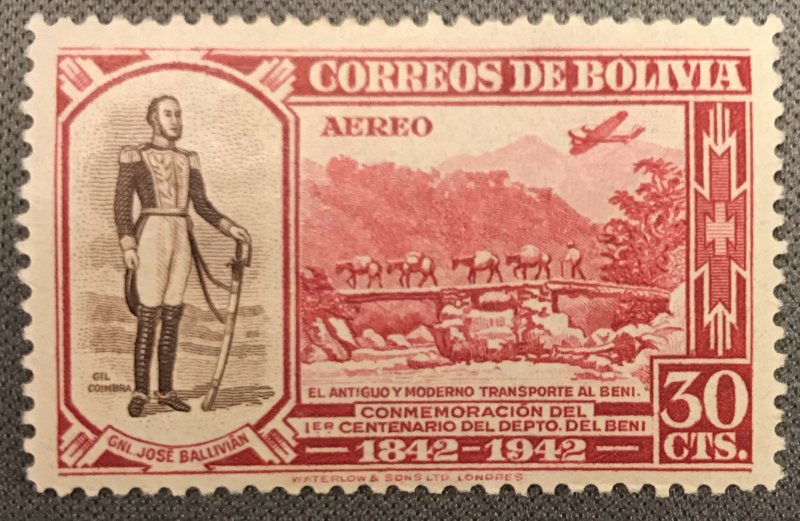 CORREOS DE BOLIVIA
AEREO
GIL
COIMBRA
GNL. JOSÉ BALLIVIÁN
EL ANTIGUO Y MODERNO TRANSPORTE AL BENI.
CONMEMORACIÓN DEL
1ER CENTENARIO DEL DEPTO. DEL BENI
1842-1942
30
CTS.
WATERLOW & SONS LTD. LONDRES